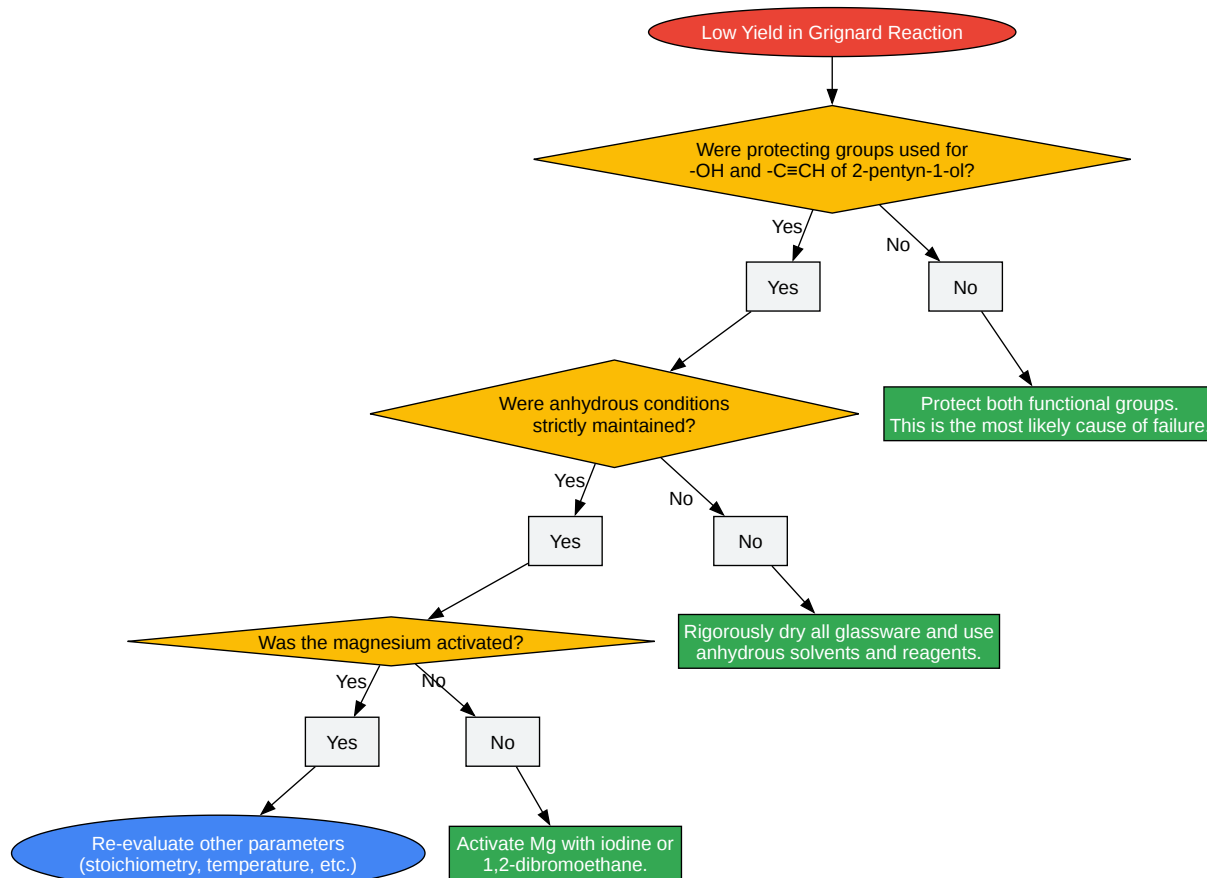 Low Yield in Grignard Reaction
Were protecting groups used for
-OH and -C≡CH of 2-pentyn-1-ol?
Yes
No
Yes
No
Were anhydrous conditions
strictly maintained?
Protect both functional groups.
This is the most likely cause of failure.
Yes
No
Yes
No
Was the magnesium activated?
Rigorously dry all glassware and use
anhydrous solvents and reagents.
Yes
No
Yes
No
Re-evaluate other parameters
(stoichiometry, temperature, etc.)
Activate Mg with iodine or
1,2-dibromoethane.